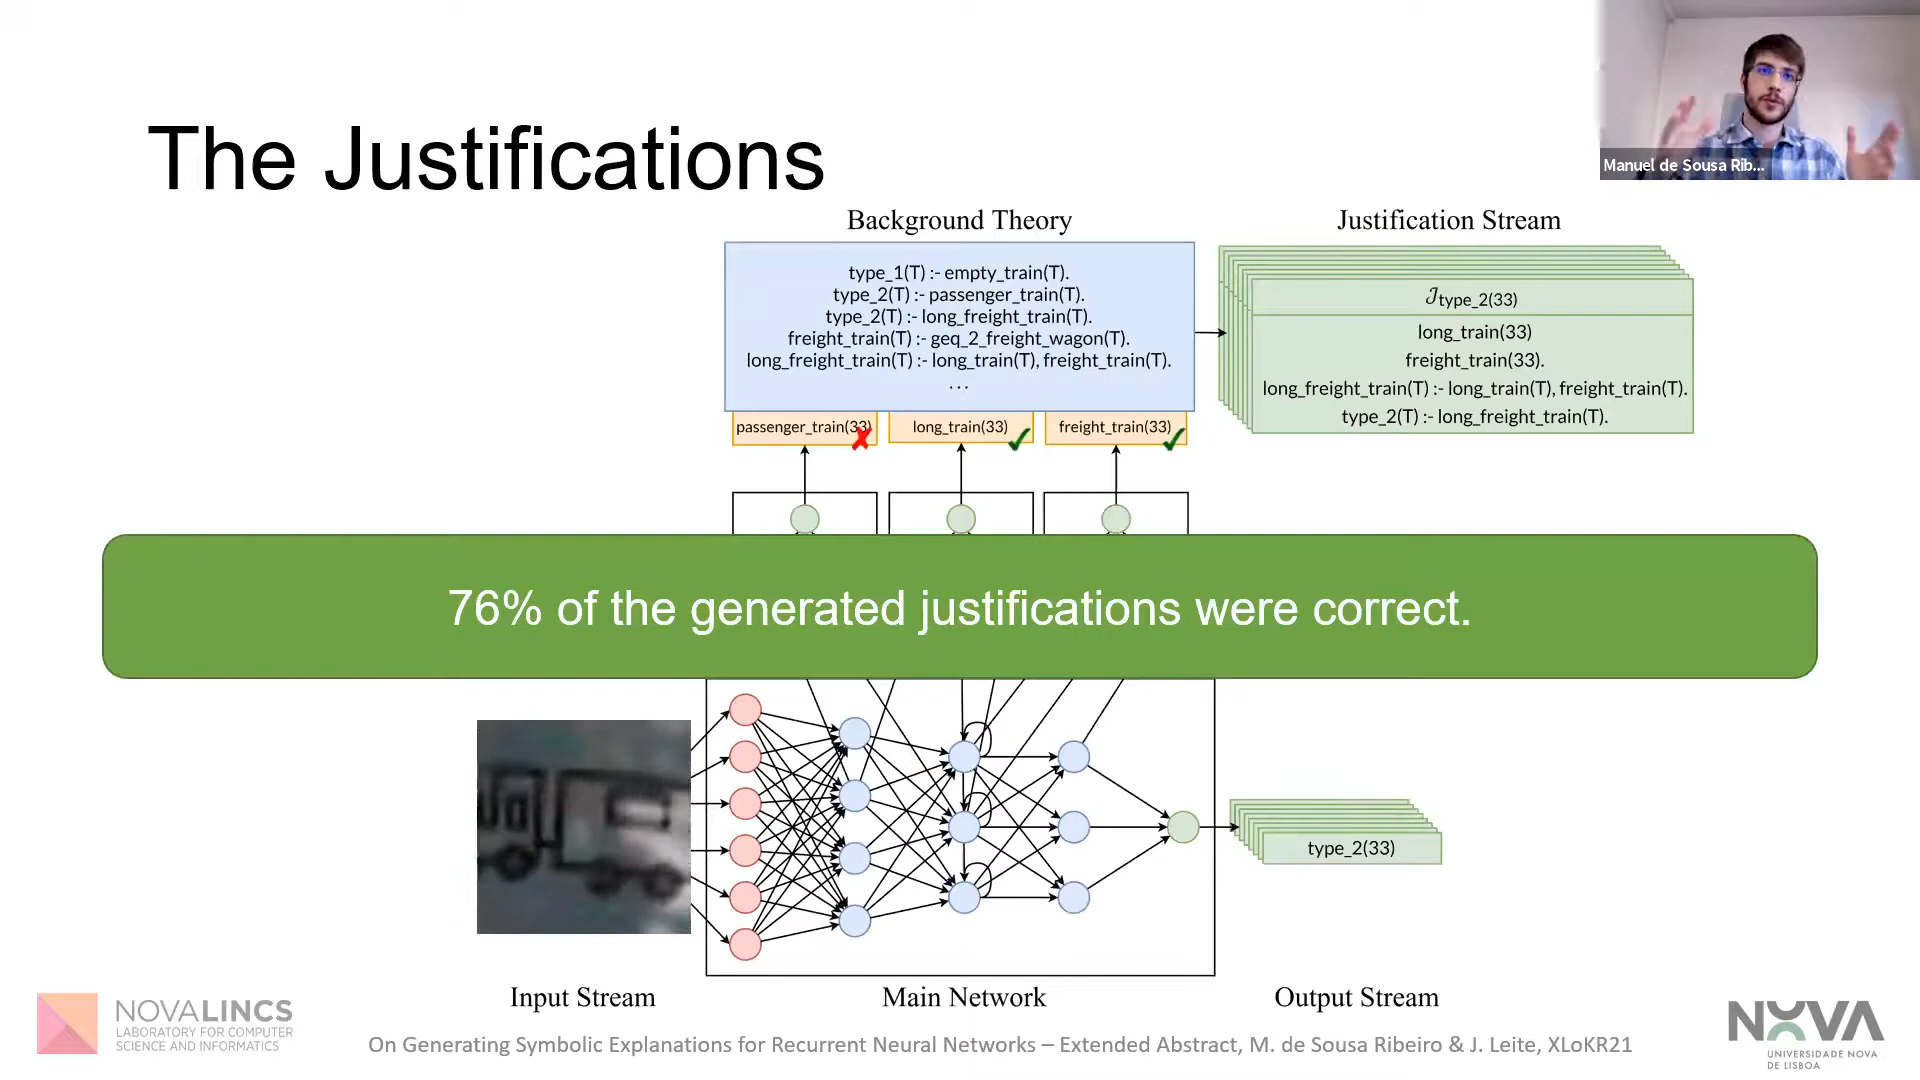 Manuel de Sousa Rib...
The Justifications
Background Theory
type_1(T) :- empty_train(T).
type_2(T) :- passenger_train(T).
type_2(T) :- long_freight_train(T).
freight_train(T) :- geq_2_freight_wagon(T).
long_freight_train(T) :- long_train(T), freight_train(T).
...
passenger_train(33)
long_train(33)
freight_train(33)
Justification Stream
𝒥type_2(33)
long_train(33)
freight_train(33).
long_freight_train(T) :- long_train(T), freight_train(T).
type_2(T) :- long_freight_train(T).
76% of the generated justifications were correct.
type_2(33)
Input Stream
Main Network
Output Stream
NOVALINCS
LABORATORY FOR COMPUTER
SCIENCE AND INFORMATICS
On Generating Symbolic Explanations for Recurrent Neural Networks – Extended Abstract, M. de Sousa Ribeiro & J. Leite, XLoKR21
NOVA
UNIVERSIDADE NOVA
DE LISBOA